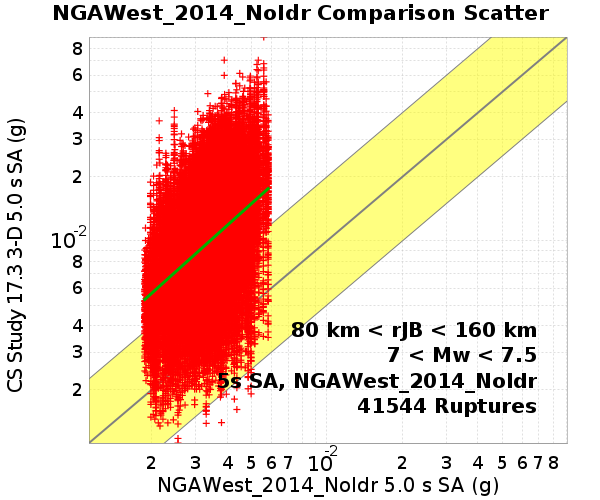 NGAWest_2014_NoIdr Comparison Scatter
CS Study 17.3 3-D 5.0 s SA (g)
8
6
4
3
2
10-2
8
6
4
3
2
80 km < rJB < 160 km
7 < Mw < 7.5
5s SA, NGAWest_2014_NoIdr
41544 Ruptures
2 3 4 5 6 7 10-2 2 3 4 5 6 7 8
NGAWest_2014_NoIdr 5.0 s SA (g)